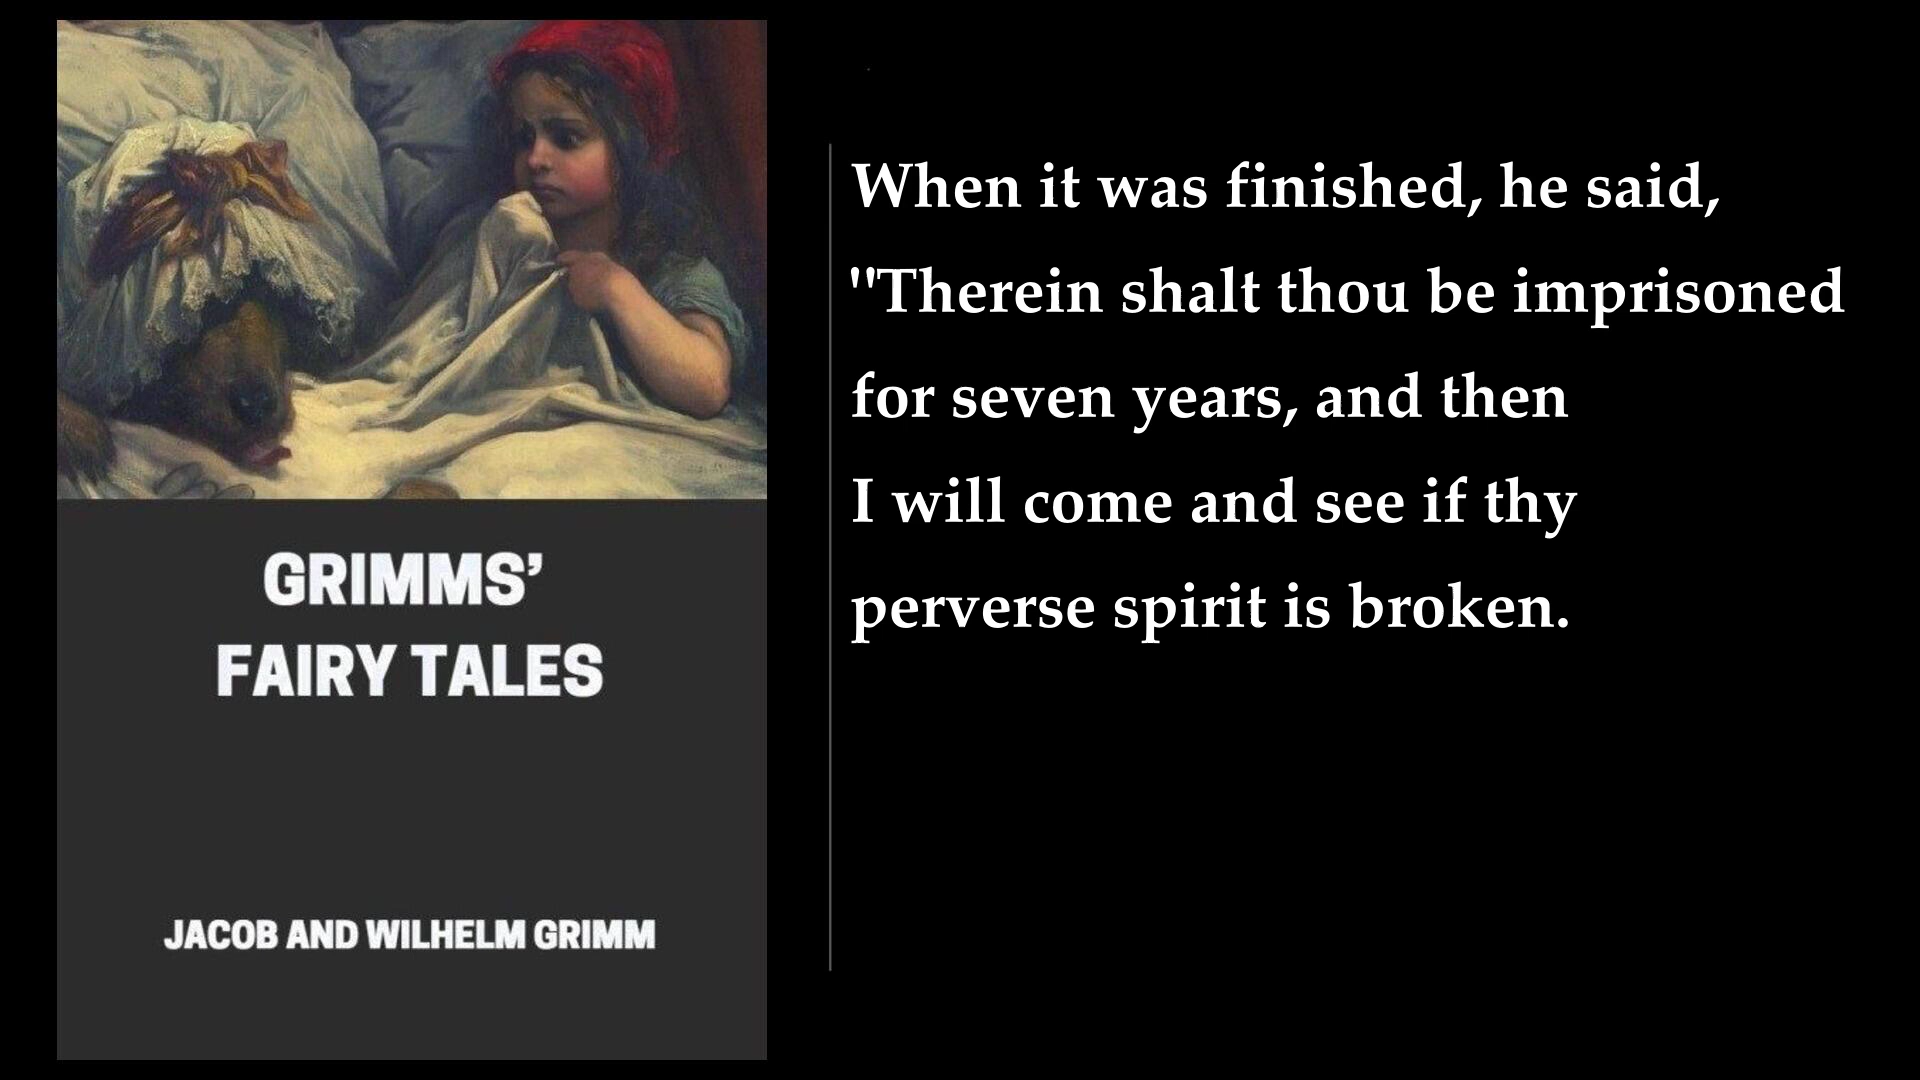 GRIMMS’
FAIRY TALES
JACOB AND WILHELM GRIMM
When it was finished, he said,
"Therein shalt thou be imprisoned
for seven years, and then
I will come and see if thy
perverse spirit is broken.